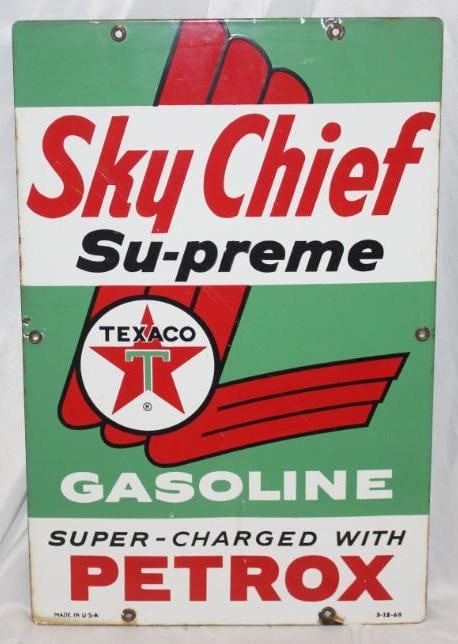 Sky Chief
Su-preme
TEXACO
T
®
GASOLINE
SUPER-CHARGED WITH
PETROX
MADE IN U·S·A· 3-12-60